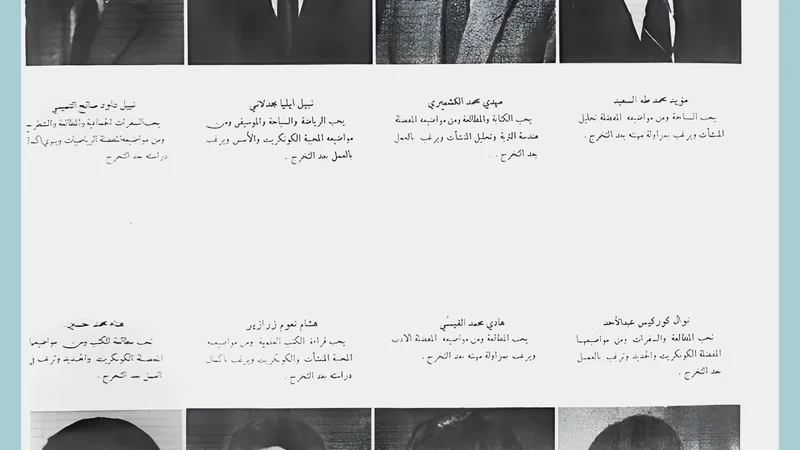 مؤيد محمد طه السعيد
يحب السباحة ومن مواضيعه المفضلة تحليل
المنشآت ويرغب بمزاولة مهنته بعد التخرج .
مهدي محمد الكشميري
يحب الكتابة والمطالعة ومن مواضيعه المفضلة
هندسة التربة وتحليل المنشآت ويرغب بالعمل
بعد التخرج .
نبيل ايليا بجدلاني
يحب الرياضة والسباحة والموسيقى ومن
مواضيعه المحببة الكونكريت والأسس ويرغب
بالعمل بعد التخرج .
نبيل داود صالح التميمي
يحب السفرات والمطالعة والشطرنج
ومن مواضيعه المفضلة الرياضيات
دراسته بعد التخرج .
نوال كوركيس عبدالأحد
تحب المطالعة والسفرات ومن مواضيعها
المفضلة الكونكريت والحديد وترغب بالعمل
بعد التخرج .
هادي محمد القيسي
يحب المطالعة ومن مواضيعه المفضلة الادب
ويرغب بمزاولة مهنته بعد التخرج .
هشام نعوم زرازير
يحب قراءة الكتب العلمية ومن مواضيعه
المحببة المنشآت والكونكريت ويرغب باكمال
دراسته بعد التخرج .
هناء محمد حسين
تحب مطالعة الكتب ومن مواضيعها
المفضلة الكونكريت والحديد وترغب في
العمل بعد التخرج .